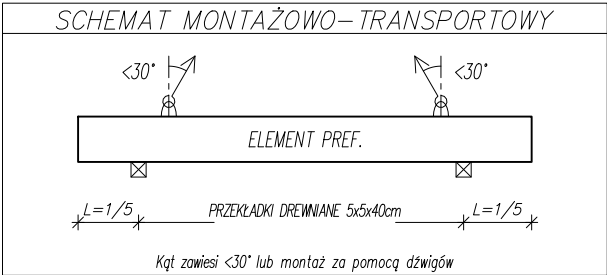 SCHEMAT MONTAŻOWO-TRANSPORTOWY
<30° <30°
ELEMENT PREF.
L=1/5 PRZEKŁADKI DREWNIANE 5x5x40cm L=1/5
Kąt zawiesi <30° lub montaż za pomocą dźwigów